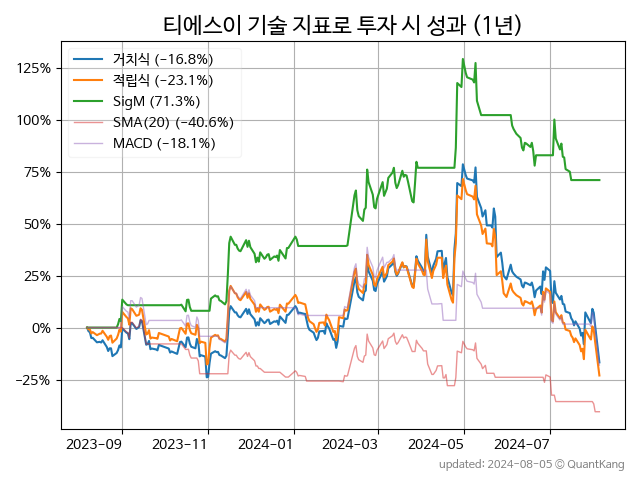 티에스이 기술 지표로 투자 시 성과 (1년)
거치식 (-16.8%)
적립식 (-23.1%)
SigM (71.3%)
SMA(20) (-40.6%)
MACD (-18.1%)
125%
100%
75%
50%
25%
0%
-25%
2023-09 2023-11 2024-01 2024-03 2024-05 2024-07
updated: 2024-08-05 © QuantKang